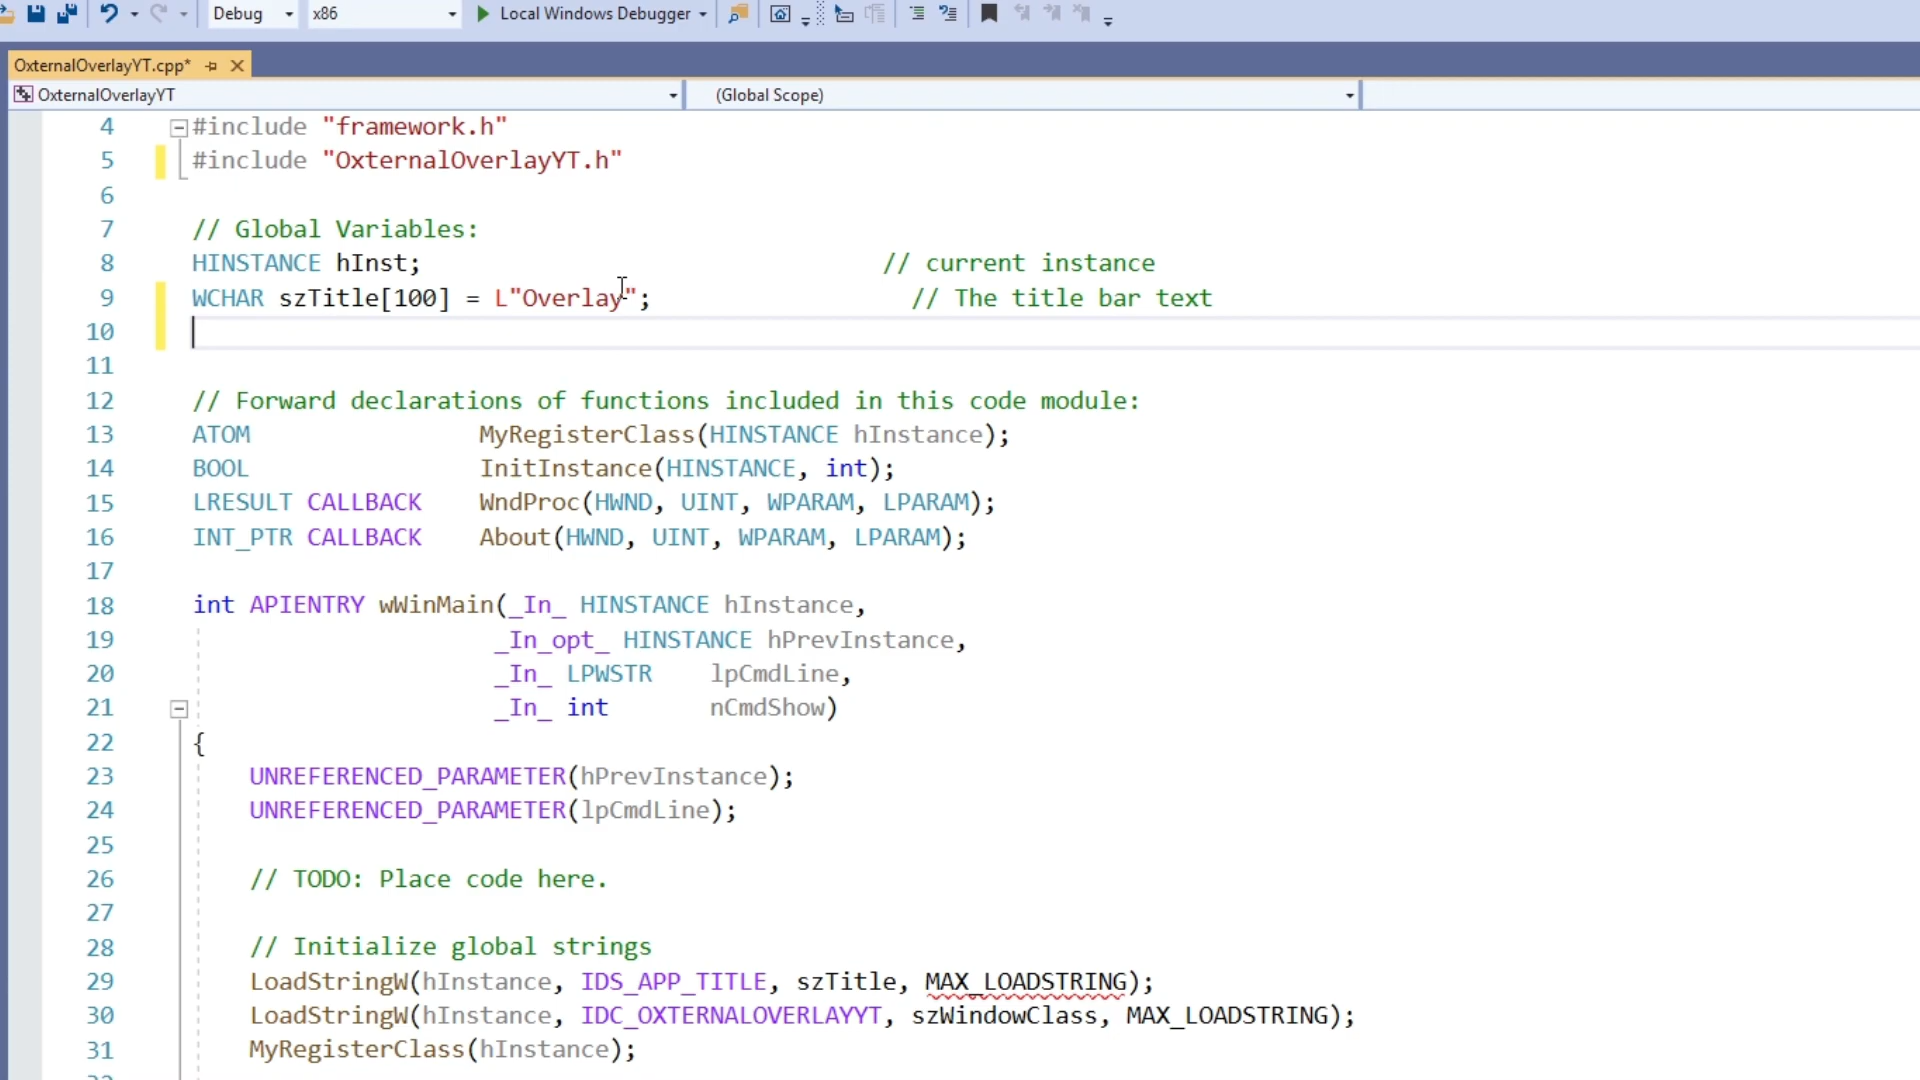 Debug x86 Local Windows Debugger
OxternalOverlayYT.cpp*
OxternalOverlayYT (Global Scope)
4 #include "framework.h"
5 #include "OxternalOverlayYT.h"
6
7 // Global Variables:
8 HINSTANCE hInst; // current instance
9 WCHAR szTitle[100] = L"Overlay"; // The title bar text
10
11
12 // Forward declarations of functions included in this code module:
13 ATOM MyRegisterClass(HINSTANCE hInstance);
14 BOOL InitInstance(HINSTANCE, int);
15 LRESULT CALLBACK WndProc(HWND, UINT, WPARAM, LPARAM);
16 INT_PTR CALLBACK About(HWND, UINT, WPARAM, LPARAM);
17
18 int APIENTRY wWinMain(_In_ HINSTANCE hInstance,
19 _In_opt_ HINSTANCE hPrevInstance,
20 _In_ LPWSTR lpCmdLine,
21 _In_ int nCmdShow)
22 {
23 UNREFERENCED_PARAMETER(hPrevInstance);
24 UNREFERENCED_PARAMETER(lpCmdLine);
25
26 // TODO: Place code here.
27
28 // Initialize global strings
29 LoadStringW(hInstance, IDS_APP_TITLE, szTitle, MAX_LOADSTRING);
30 LoadStringW(hInstance, IDC_OXTERNALOVERLAYYT, szWindowClass, MAX_LOADSTRING);
31 MyRegisterClass(hInstance);